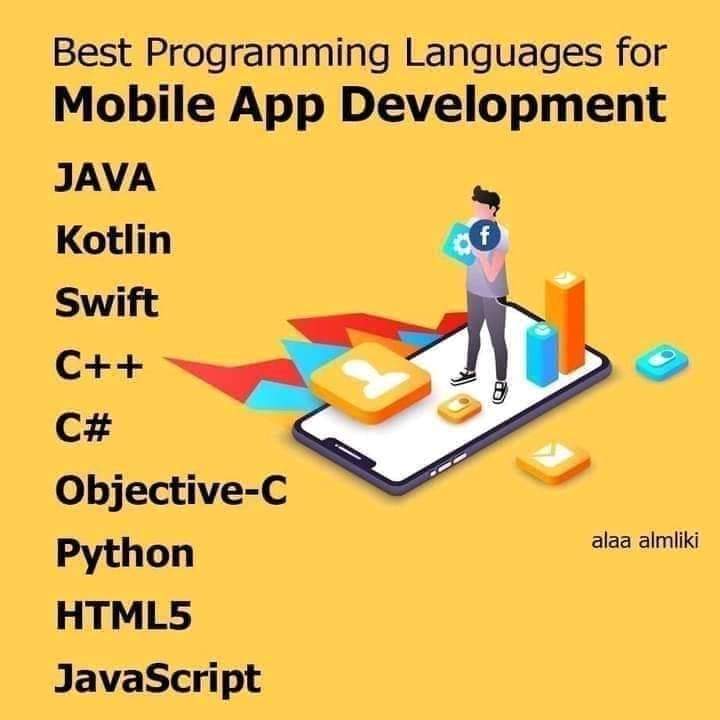 Best Programming Languages for
Mobile App Development
JAVA
Kotlin
Swift
C++
C#
Objective-C
Python
HTML5
JavaScript
f
alaa almliki